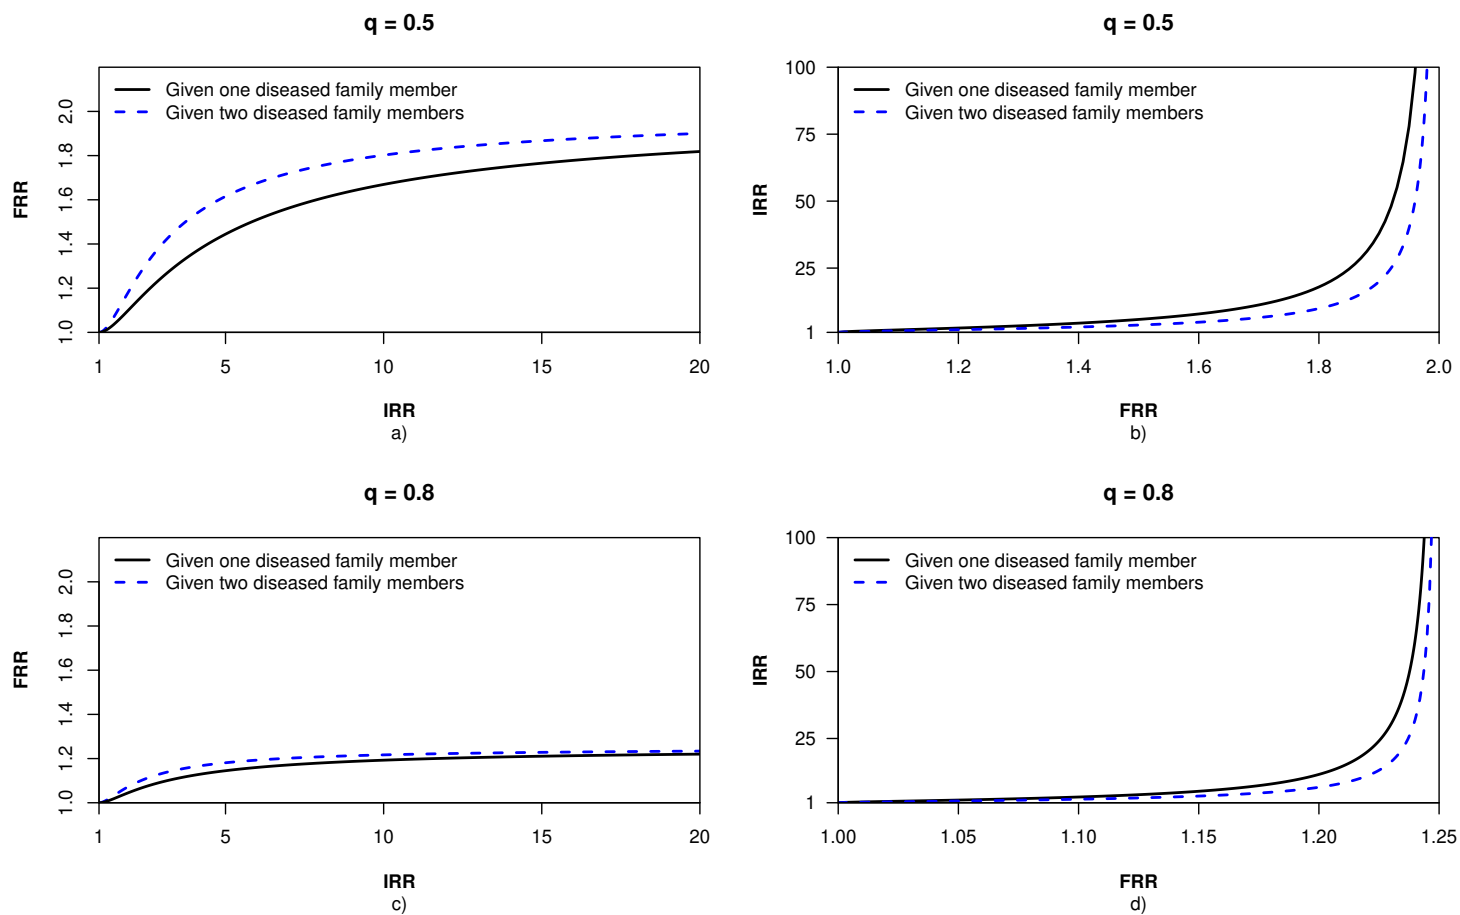 q = 0.5
Given one diseased family member
Given two diseased family members
FRR
2.0
1.8
1.6
1.4
1.2
1.0
1 5 10 15 20
IRR
a)
q = 0.5
Given one diseased family member
Given two diseased family members
IRR
100
75
50
25
1
1.0 1.2 1.4 1.6 1.8 2.0
FRR
b)
q = 0.8
Given one diseased family member
Given two diseased family members
FRR
2.0
1.8
1.6
1.4
1.2
1.0
1 5 10 15 20
IRR
c)
q = 0.8
Given one diseased family member
Given two diseased family members
IRR
100
75
50
25
1
1.00 1.05 1.10 1.15 1.20 1.25
FRR
d)